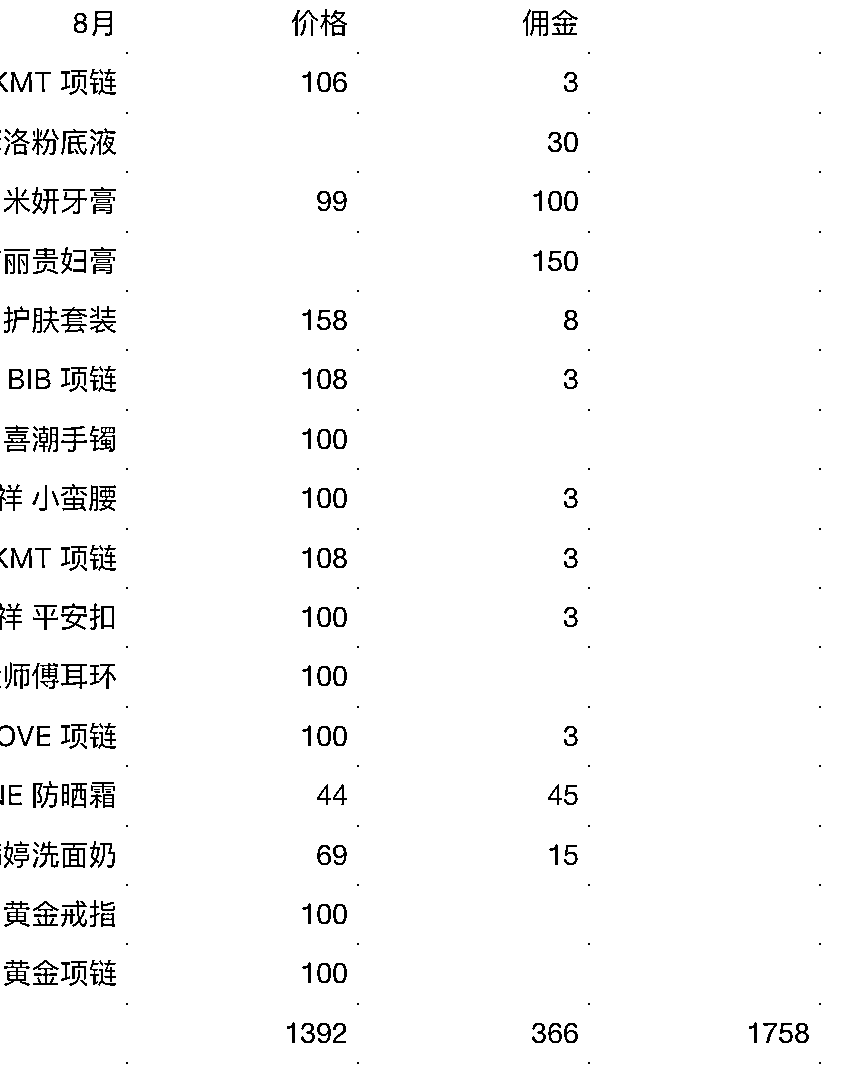 8月 价格 佣金
KMT 项链 106 3
洛粉底液 30
米妍牙膏 99 100
丽贵妇膏 150
护肤套装 158 8
BIB 项链 108 3
喜潮手镯 100
祥 小蛮腰 100 3
KMT 项链 108 3
祥 平安扣 100 3
师傅耳环 100
OVE 项链 100 3
NE 防晒霜 44 45
婷洗面奶 69 15
黄金戒指 100
黄金项链 100
1392 366 1758